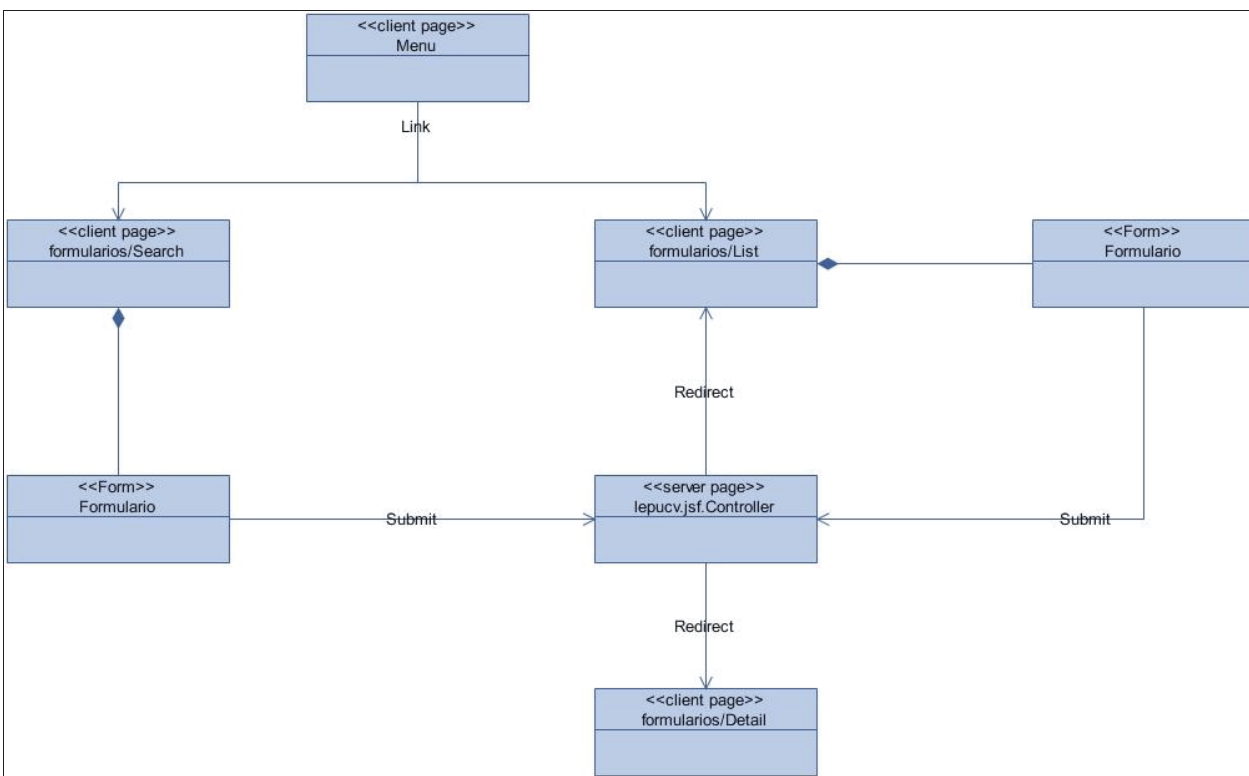 <<client page>>
Menu
Link
<<client page>>
formularios/Search
<<client page>>
formularios/List
<<Form>>
Formulario
Redirect
<<Form>>
Formulario
Submit
<<server page>>
lepucv.jsf.Controller
Submit
Redirect
<<client page>>
formularios/Detail